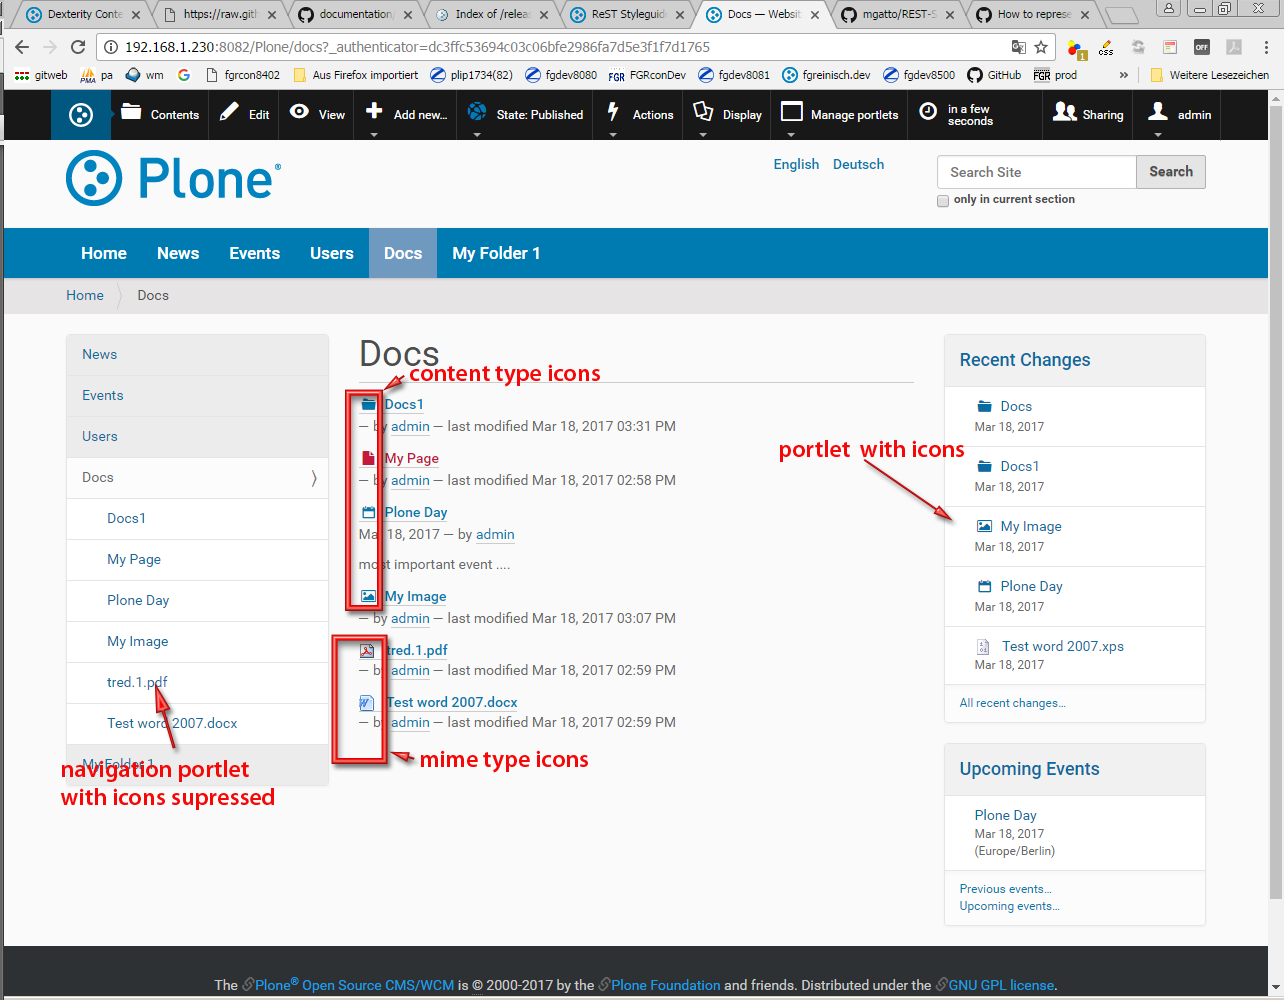 Dexterity Conte
https://raw.gith
documentation,
Index of /relea
ReST Styleguid
Docs — Websit
mgatto/REST-S
How to represe
192.168.1.230:8082/Plone/docs?_authenticator=dc3ffc53694c03c06bfe2986fa7d5e3f1f7d1765
gitweb
pa
wm
fgrcon8402
Aus Firefox importiert
plip1734(82)
fgdev8080
FGRconDev
fgdev8081
fgreinisch.dev
fgdev8500
GitHub
prod
»
Weitere Lesezeichen
Contents
Edit
View
Add new...
State: Published
Actions
Display
Manage portlets
in a few
seconds
Sharing
admin
Plone®
English Deutsch
Search Site
Search
only in current section
Home News Events Users Docs My Folder 1
Home Docs
News
Events
Users
Docs
Docs1
My Page
Plone Day
My Image
tred.1.pdf
Test word 2007.docx
My Folder 1
navigation portlet
with icons supressed
Docs
content type icons
Docs1
— by admin — last modified Mar 18, 2017 03:31 PM
My Page
— by admin — last modified Mar 18, 2017 02:58 PM
Plone Day
Mar 18, 2017 — by admin
most important event ....
My Image
— by admin — last modified Mar 18, 2017 03:07 PM
tred.1.pdf
— by admin — last modified Mar 18, 2017 02:59 PM
Test word 2007.docx
— by admin — last modified Mar 18, 2017 02:59 PM
mime type icons
portlet with icons
Recent Changes
Docs
Mar 18, 2017
Docs1
Mar 18, 2017
My Image
Mar 18, 2017
Plone Day
Mar 18, 2017
Test word 2007.xps
Mar 18, 2017
All recent changes...
Upcoming Events
Plone Day
Mar 18, 2017
(Europe/Berlin)
Previous events...
Upcoming events...
The Plone® Open Source CMS/WCM is © 2000-2017 by the Plone Foundation and friends. Distributed under the GNU GPL license.